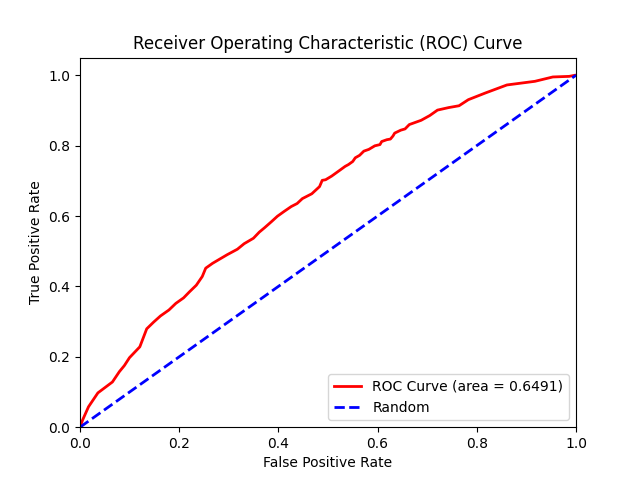 Receiver Operating Characteristic (ROC) Curve
True Positive Rate
1.0
0.8
0.6
0.4
0.2
0.0
ROC Curve (area = 0.6491)
Random
0.0 0.2 0.4 0.6 0.8 1.0
False Positive Rate